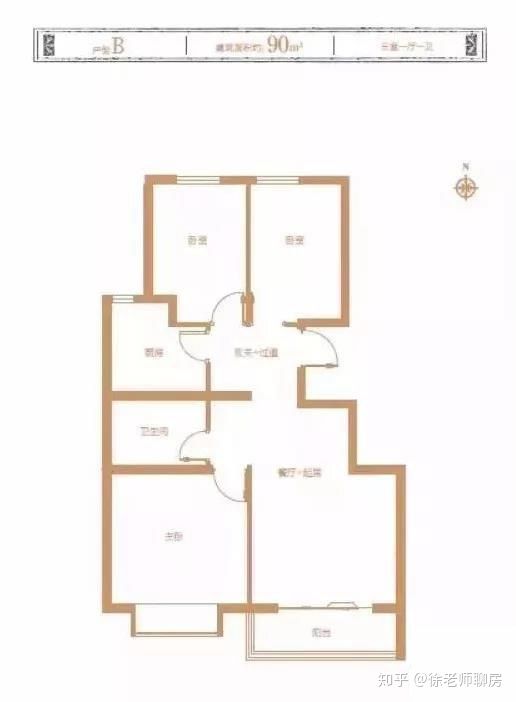 户型 B
建筑面积约: 90m²
三室一厅一卫
N
卧室
卧室
厨房
玄关+过道
卫生间
餐厅+起居
主卧
阳台
知乎 @徐老师聊房